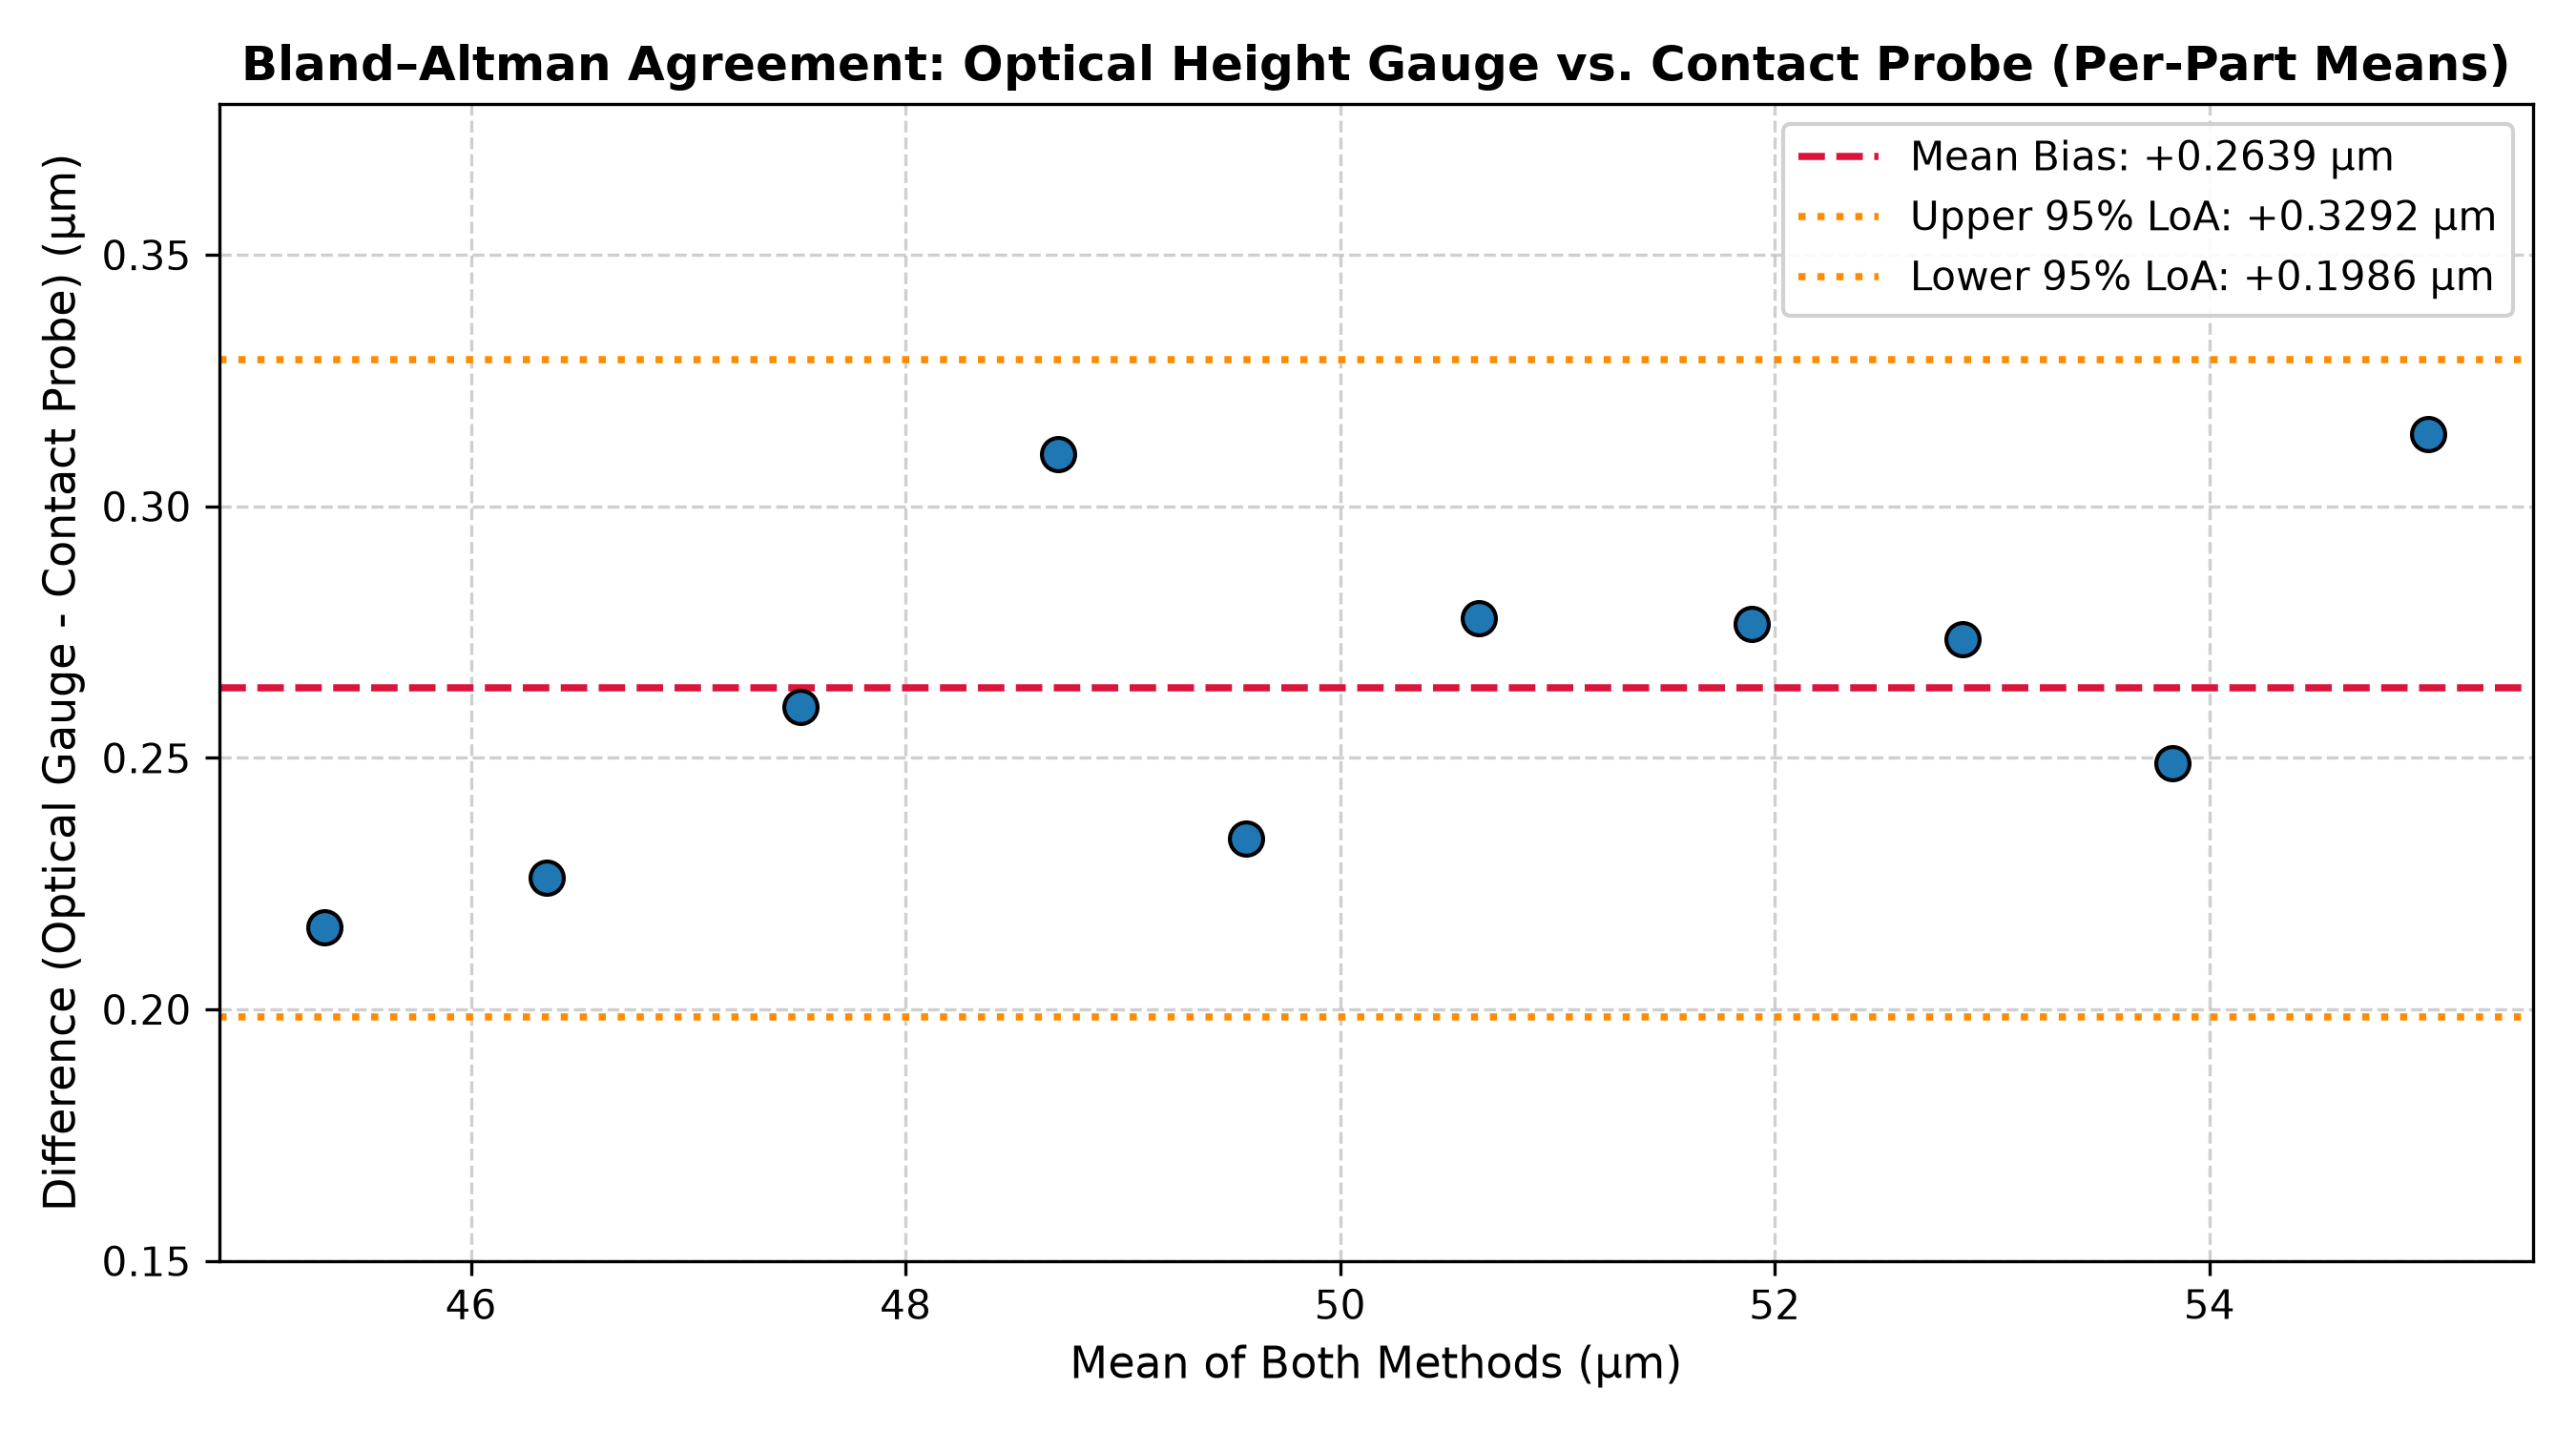 Bland–Altman Agreement: Optical Height Gauge vs. Contact Probe (Per-Part Means)
Mean Bias: +0.2639 µm
Upper 95% LoA: +0.3292 µm
Lower 95% LoA: +0.1986 µm
Difference (Optical Gauge - Contact Probe) (µm)
0.35
0.30
0.25
0.20
0.15
46 48 50 52 54
Mean of Both Methods (µm)